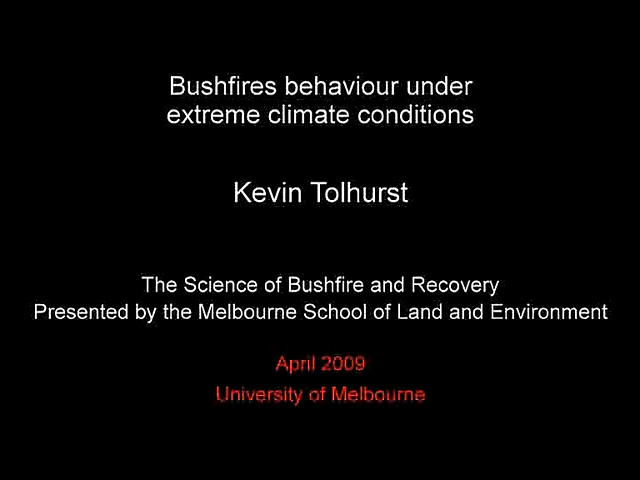 Bushfires behaviour under
extreme climate conditions
Kevin Tolhurst
The Science of Bushfire and Recovery
Presented by the Melbourne School of Land and Environment
April 2009
University of Melbourne